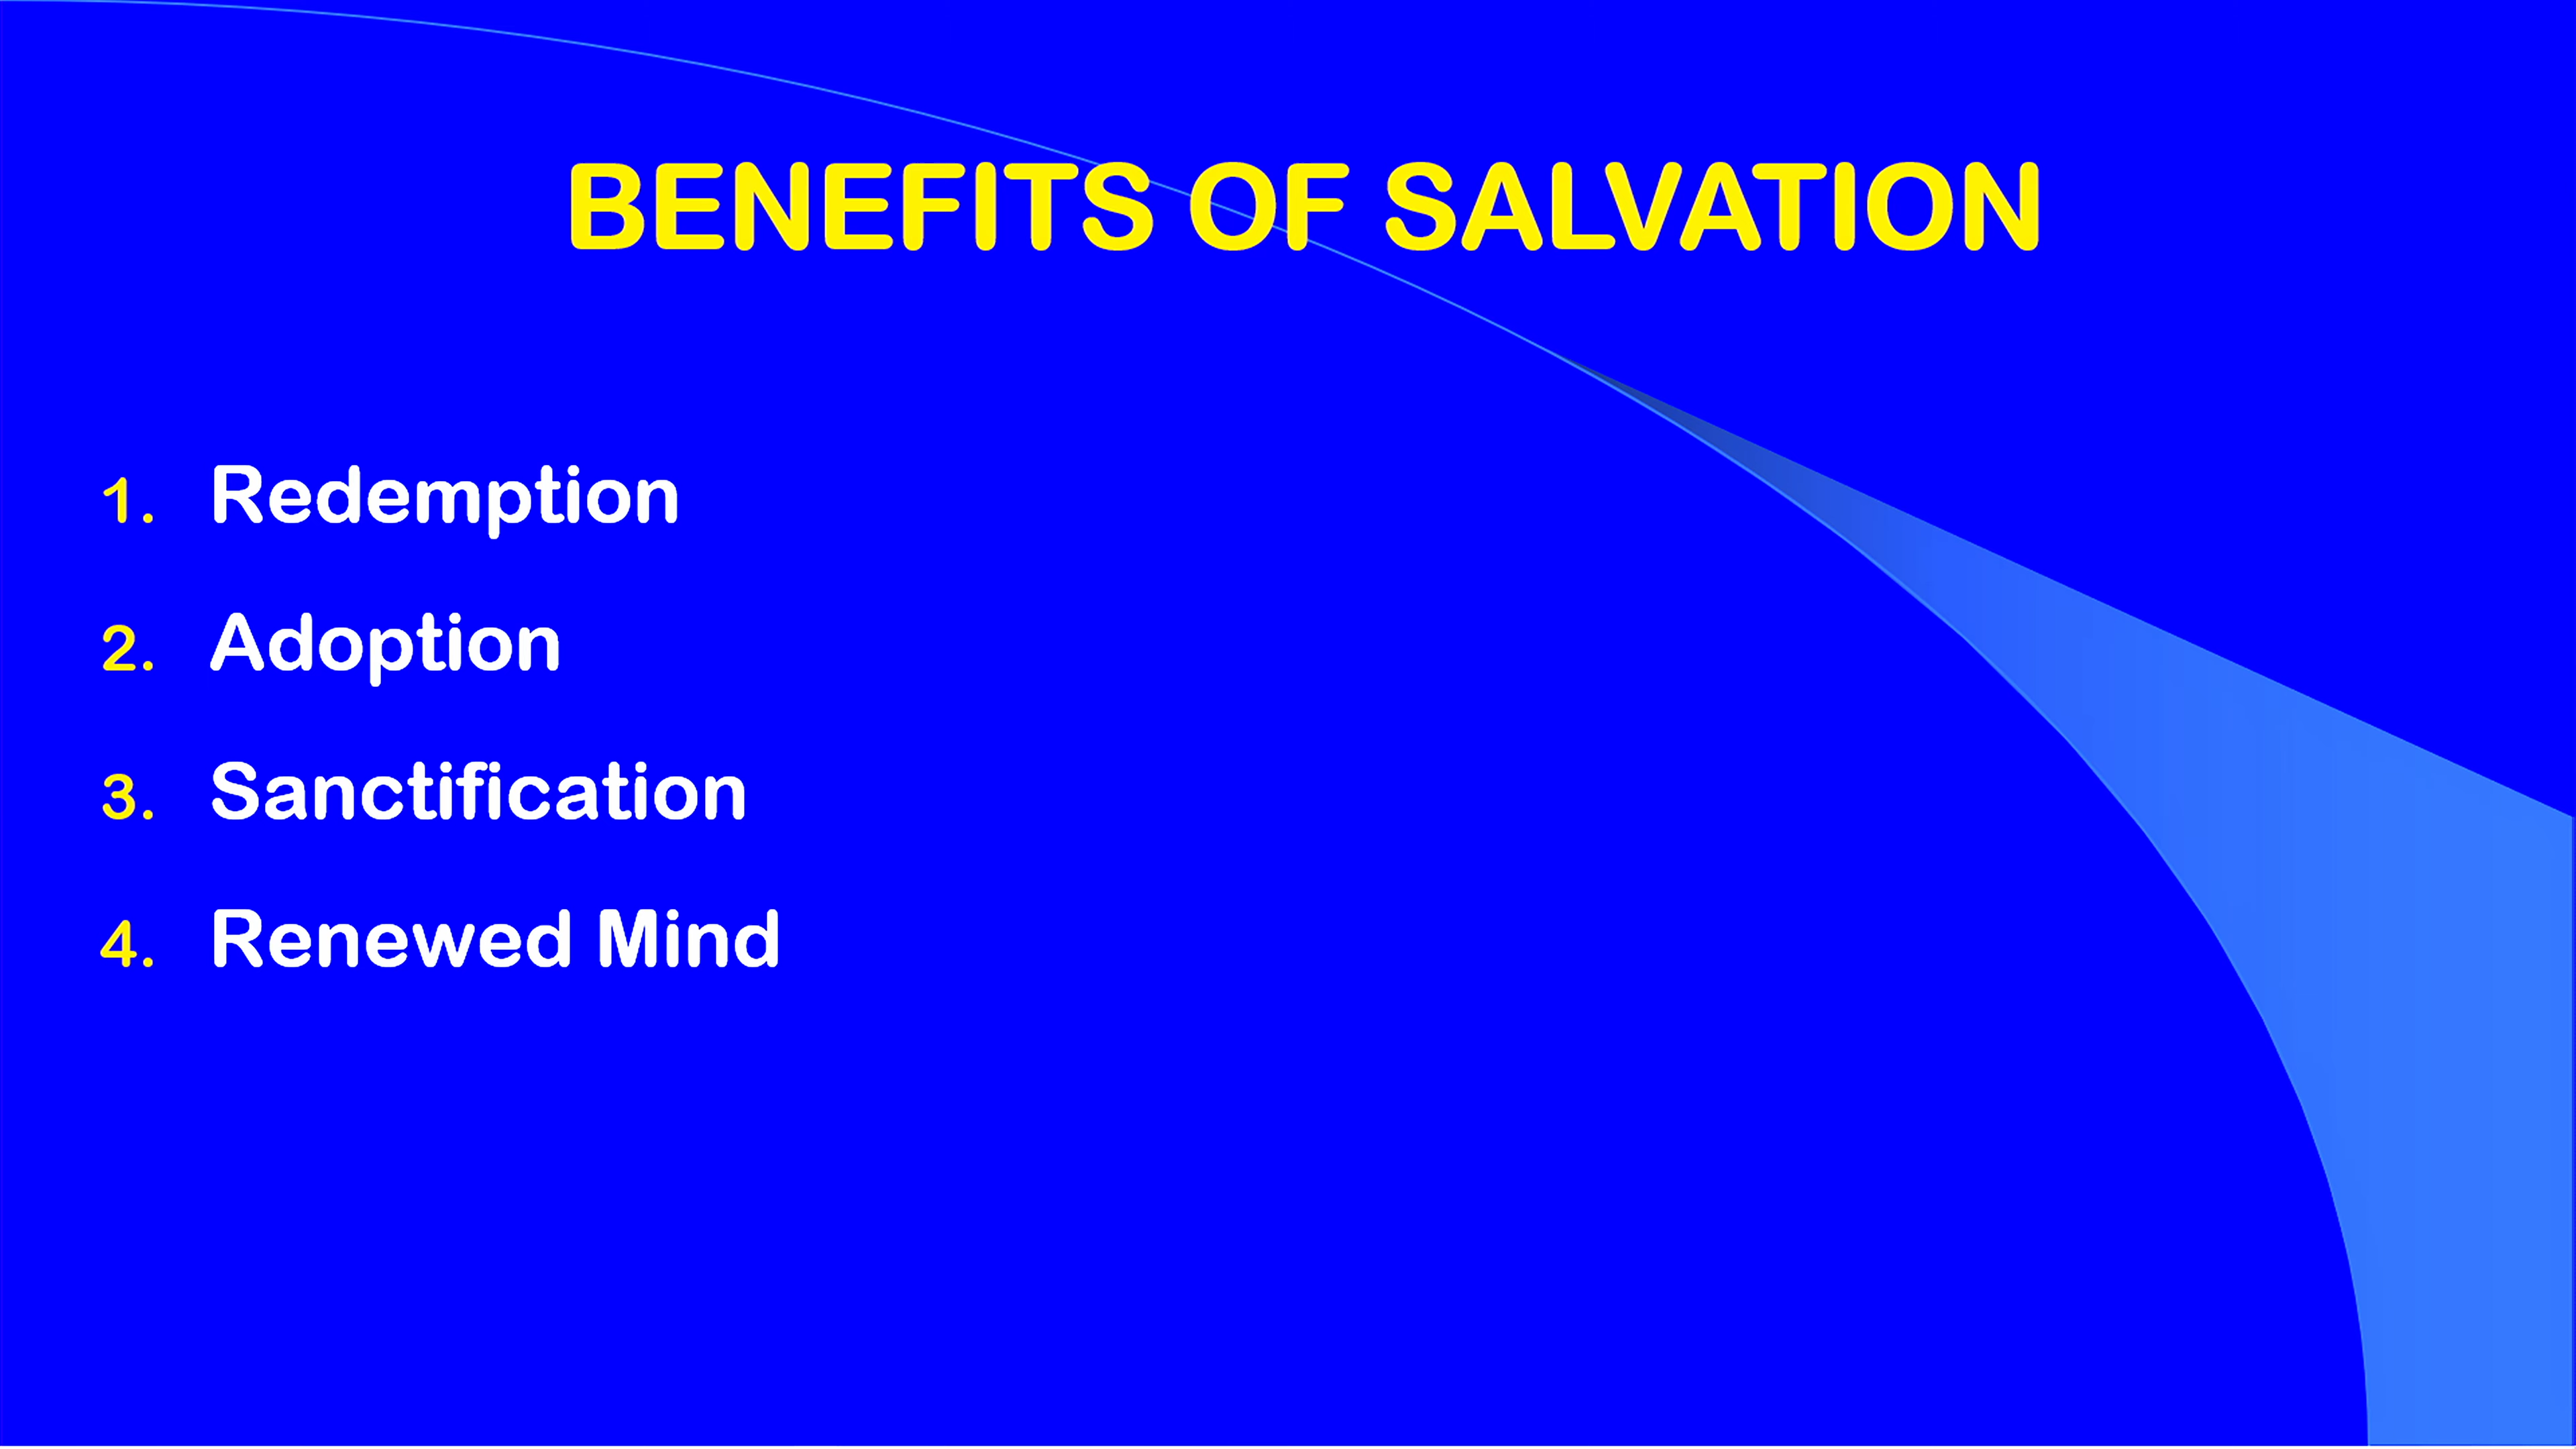 BENEFITS OF SALVATION
1. Redemption
2. Adoption
3. Sanctification
4. Renewed Mind